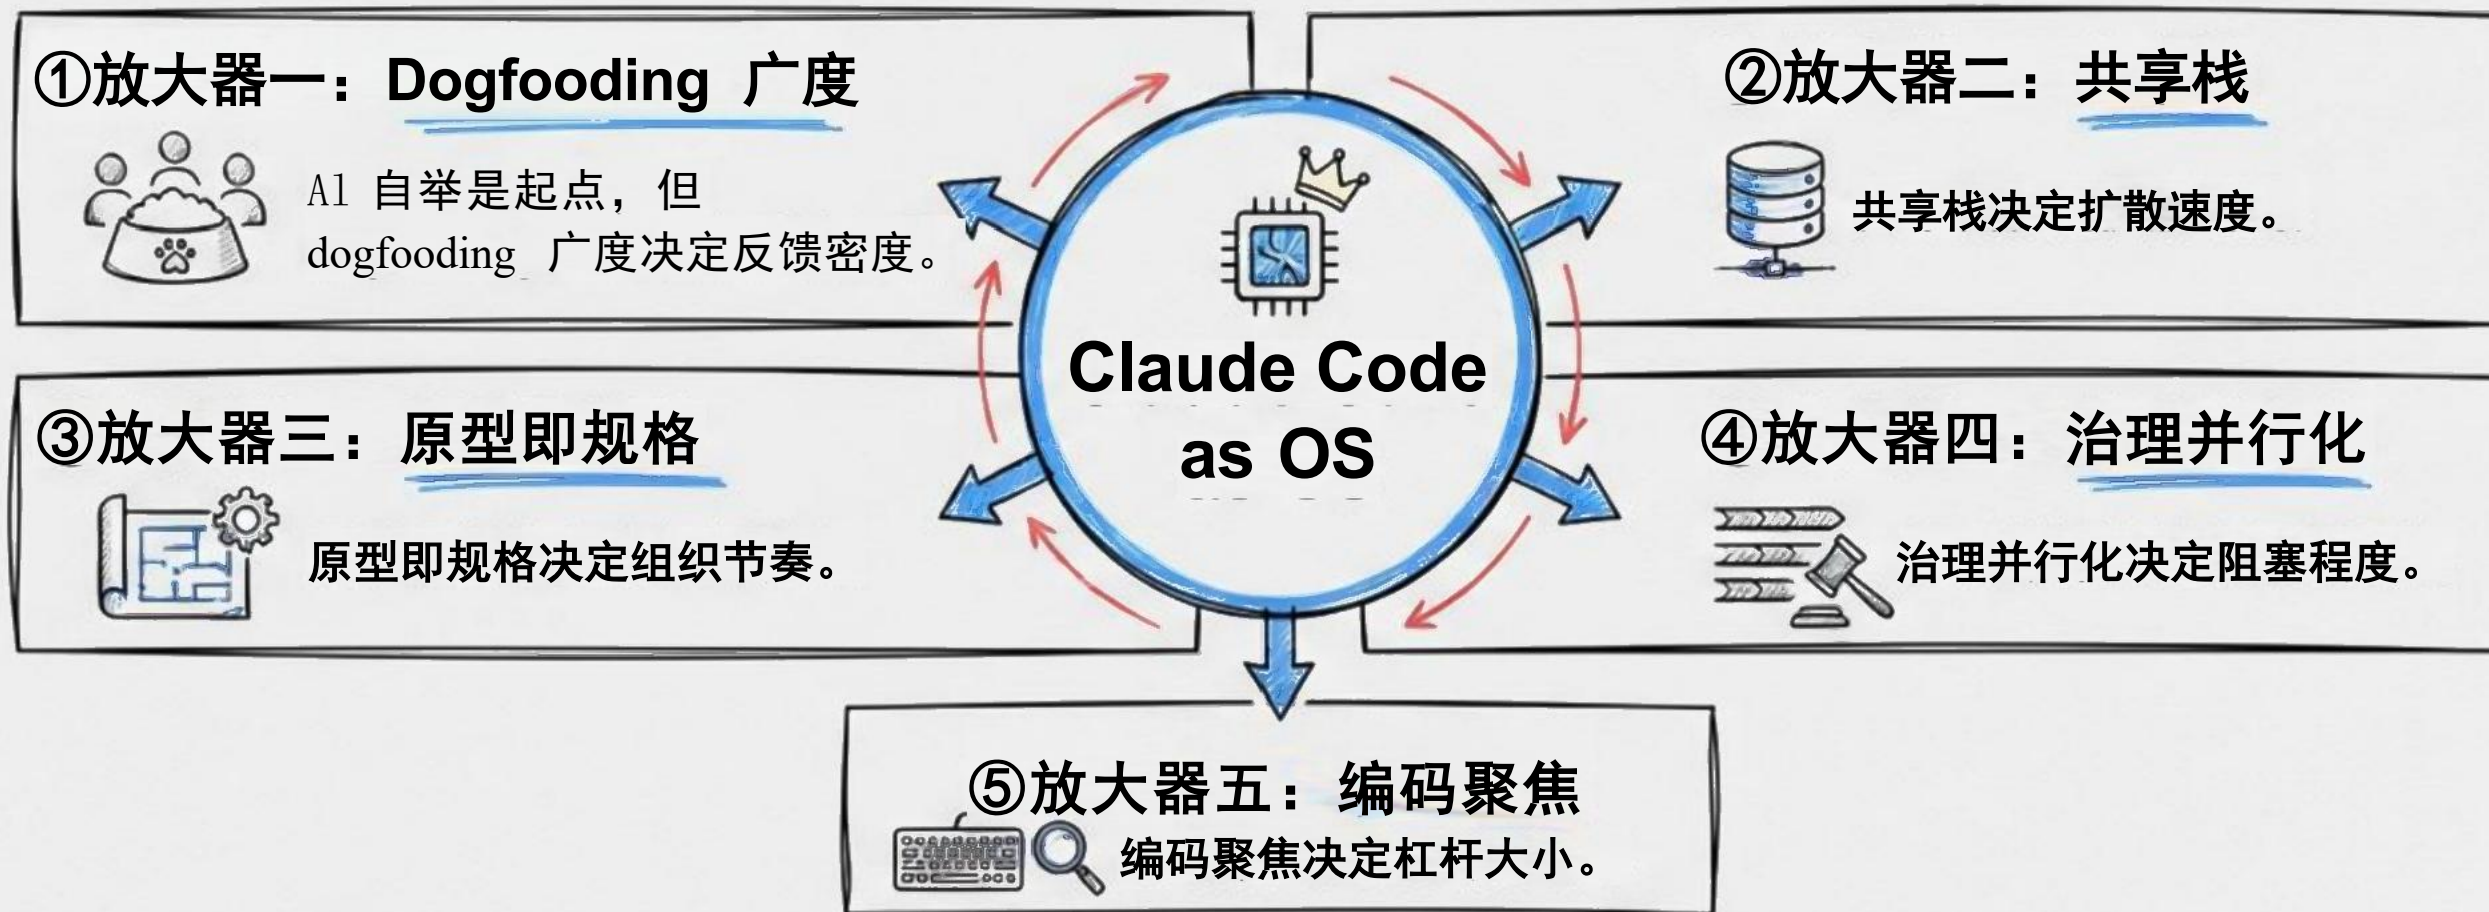 ①放大器一：Dogfooding 广度
Al 自举是起点，但
dogfooding 广度决定反馈密度。
②放大器二：共享栈
共享栈决定扩散速度。
Claude Code
as OS
③放大器三：原型即规格
原型即规格决定组织节奏。
④放大器四：治理并行化
治理并行化决定阻塞程度。
⑤放大器五：编码聚焦
编码聚焦决定杠杆大小。